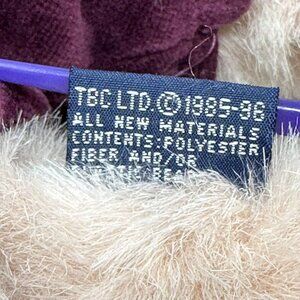 TBC LTD. © 1985-96
ALL NEW MATERIALS
CONTENTS: POLYESTER
FIBER AND/OR